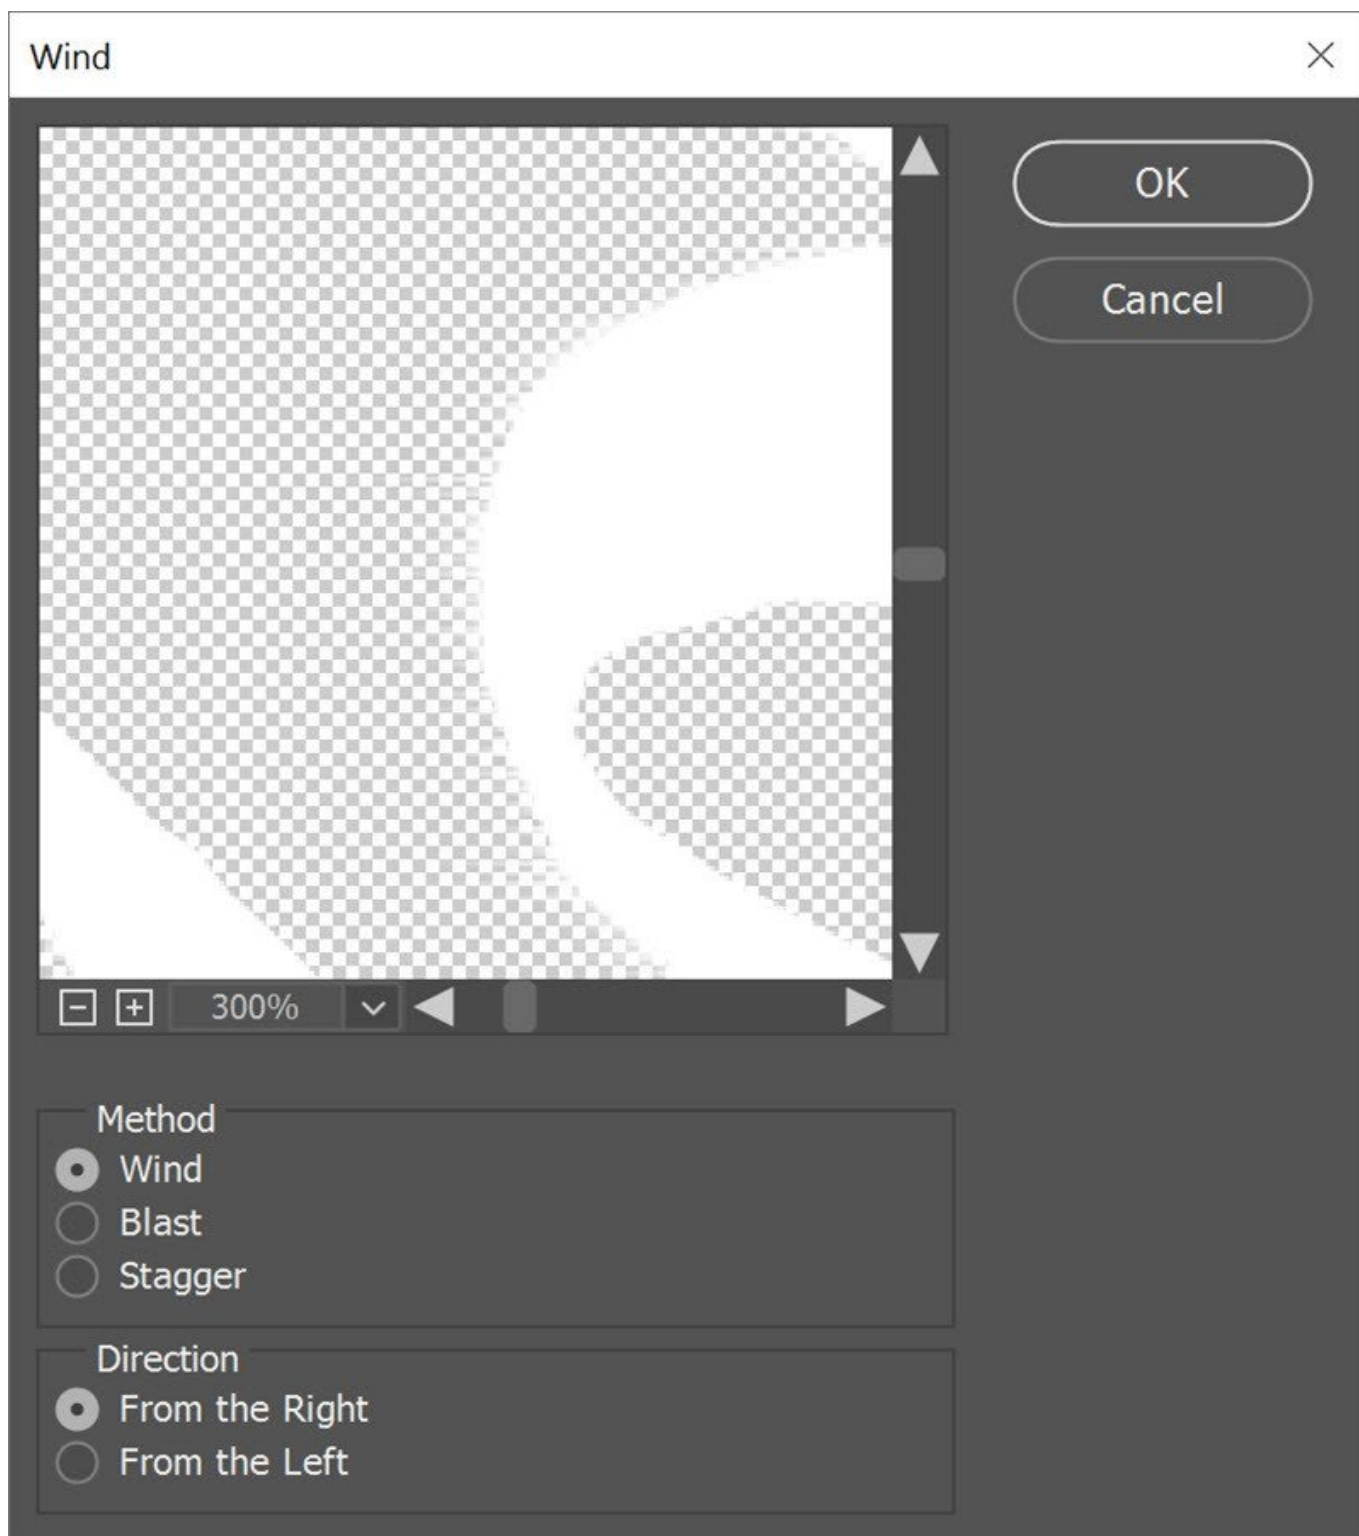 Wind
OK
Cancel
300%
Method
Wind
Blast
Stagger
Direction
From the Right
From the Left